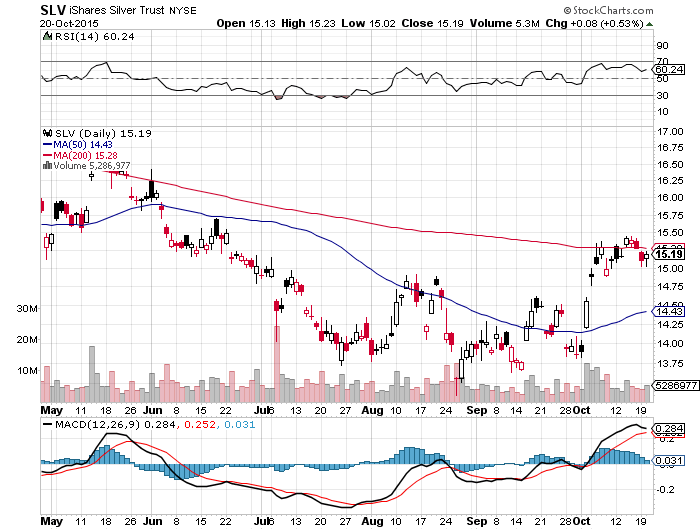 SLV iShares Silver Trust NYSE
© StockCharts.com
20-Oct-2015
Open 15.13 High 15.23 Low 15.02 Close 15.19 Volume 5.3M Chg +0.08 (+0.53%)
RSI(14) 60.24
90
70
60.24
50
30
10
SLV (Daily) 15.19
MA(50) 14.43
MA(200) 15.28
Volume 5,286,977
17.00
16.75
16.50
16.25
16.00
15.75
15.50
15.28
15.19
15.00
14.75
14.43
14.25
14.00
13.75
5286977
30M
20M
10M
May 11 18 26 Jun 8 15 22 Jul 6 13 20 27 Aug 10 17 24 Sep 8 14 21 28 Oct 12 19
MACD(12,26,9) 0.284, 0.252, 0.031
0.284
0.031
0.0
-0.2
May 11 18 26 Jun 8 15 22 Jul 6 13 20 27 Aug 10 17 24 Sep 8 14 21 28 Oct 12 19